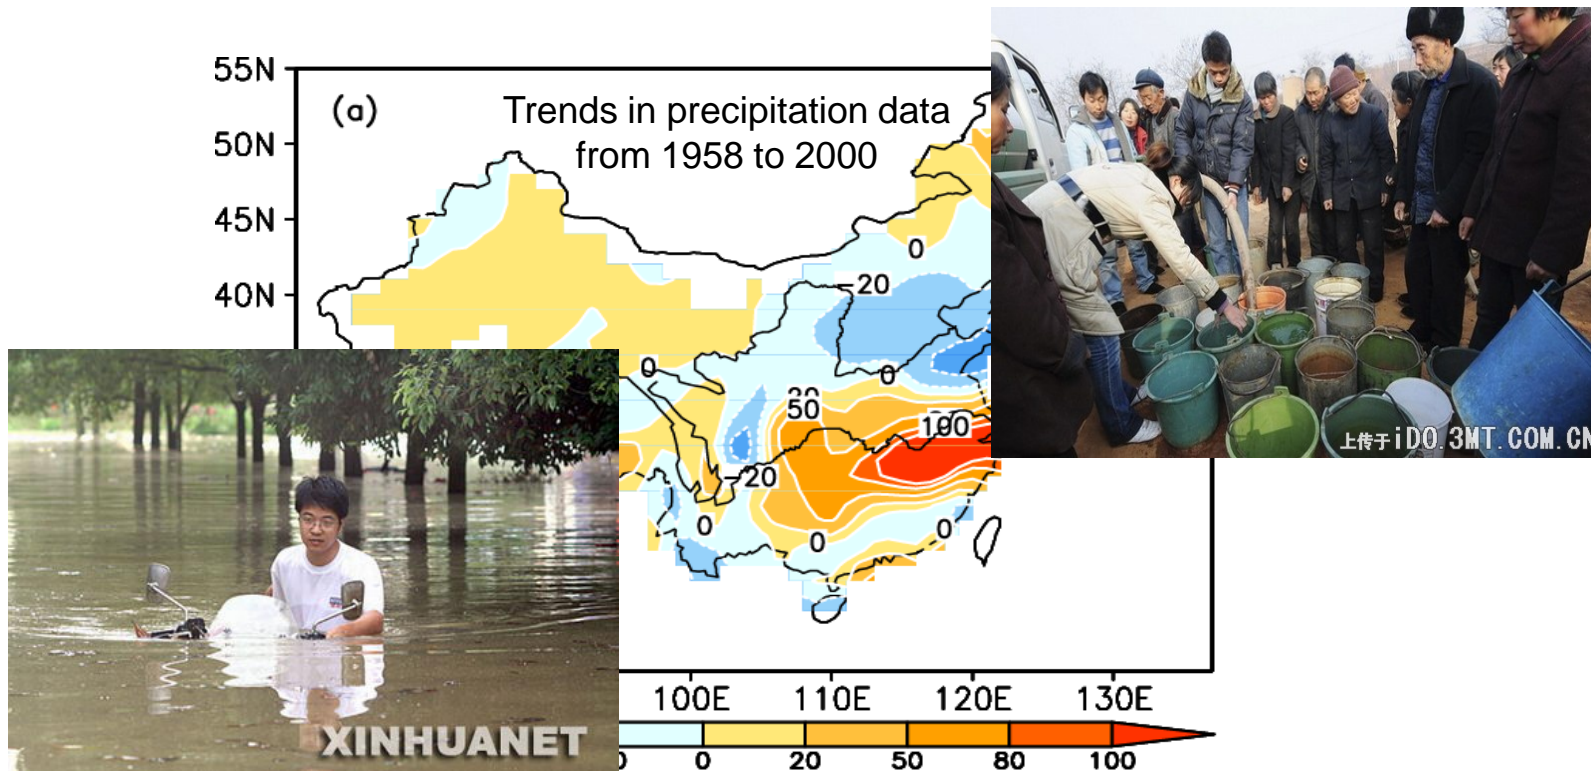 55N
(a)
Trends in precipitation data
from 1958 to 2000
50N
45N
0
40N
-20
0
0
50
100
上传于iDO.3MT.COM.CN
-20
0
0
0
XINHUANET
100E 110E 120E 130E
0 20 50 80 100